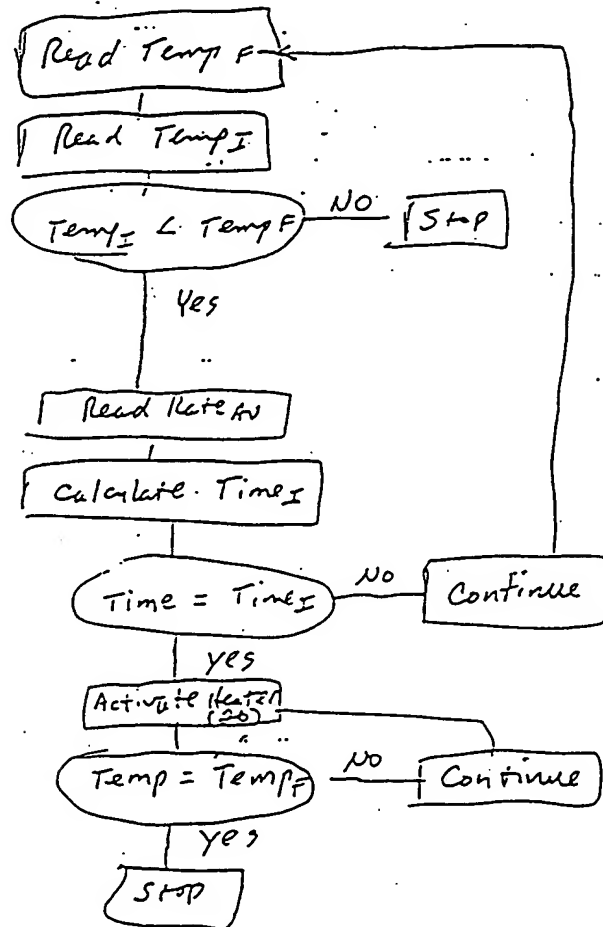 Read Temp F
Read Temp I
Temp I < Temp F
NO
Stop
Yes
Read Rate AV
Calculate Time I
Time = Time I
NO
Continue
yes
Activate Heater
(20)
Temp = Temp F
NO
Continue
yes
Stop